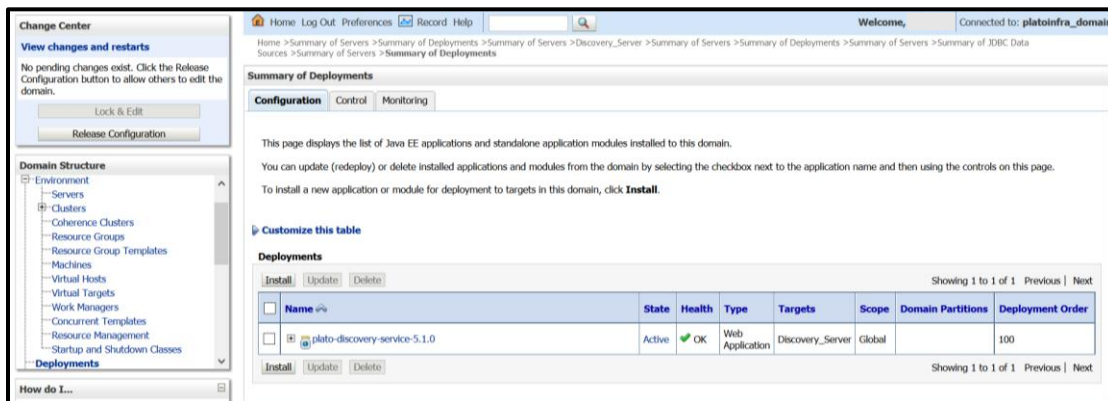 Change Center
View changes and restarts
No pending changes exist. Click the Release
Configuration button to allow others to edit the
domain.
Lock & Edit
Release Configuration
Domain Structure
Environment
Servers
Clusters
Coherence Clusters
Resource Groups
Resource Group Templates
Machines
Virtual Hosts
Virtual Targets
Work Managers
Concurrent Templates
Resource Management
Startup and Shutdown Classes
Deployments
How do I...
Home Log Out Preferences Record Help
Welcome, Connected to: platoinfra_domain
Home >Summary of Servers >Summary of Deployments >Summary of Servers >Discovery_Server >Summary of Servers >Summary of Deployments >Summary of Servers >Summary of JDBC Data
Sources >Summary of Servers >Summary of Deployments
Summary of Deployments
Configuration Control Monitoring
This page displays the list of Java EE applications and standalone application modules installed to this domain.
You can update (redeploy) or delete installed applications and modules from the domain by selecting the checkbox next to the application name and then using the controls on this page.
To install a new application or module for deployment to targets in this domain, click Install.
Customize this table
Deployments
Install Update Delete Showing 1 to 1 of 1 Previous | Next
Name State Health Type Targets Scope Domain Partitions Deployment Order
plato-discovery-service-5.1.0 Active OK Web Application Discovery_Server Global 100
Install Update Delete Showing 1 to 1 of 1 Previous | Next